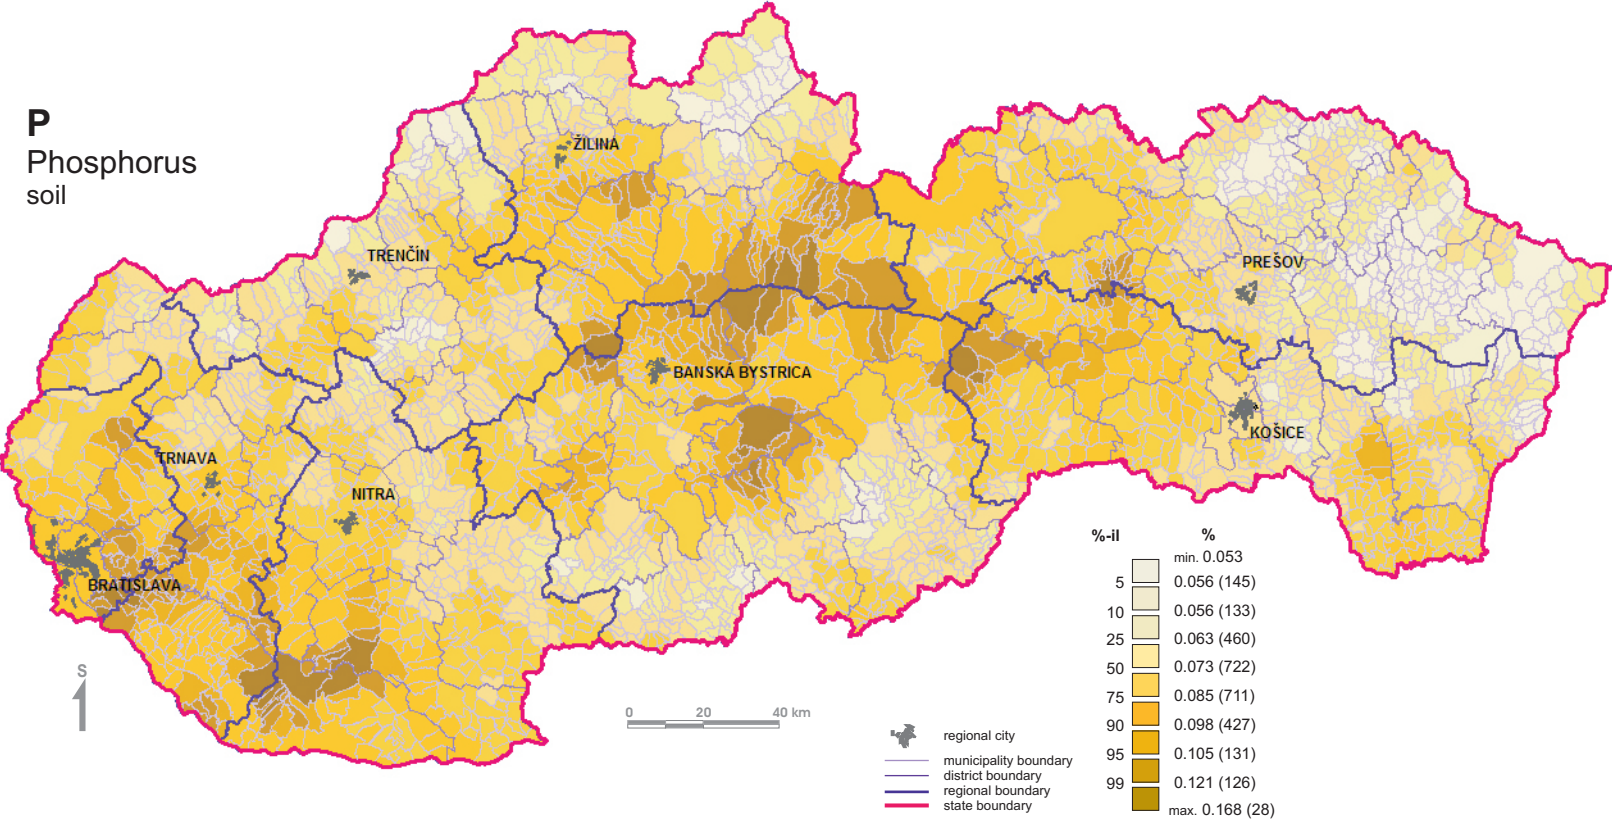 P
Phosphorus
soil
ŽILINA
TRENČÍN
PREŠOV
BANSKÁ BYSTRICA
KOŠICE
TRNAVA
NITRA
BRATISLAVA
S
0 20 40 km
regional city
municipality boundary
district boundary
regional boundary
state boundary
%-il %
min. 0.053
5 0.056 (145)
10 0.056 (133)
25 0.063 (460)
50 0.073 (722)
75 0.085 (711)
90 0.098 (427)
95 0.105 (131)
99 0.121 (126)
max. 0.168 (28)